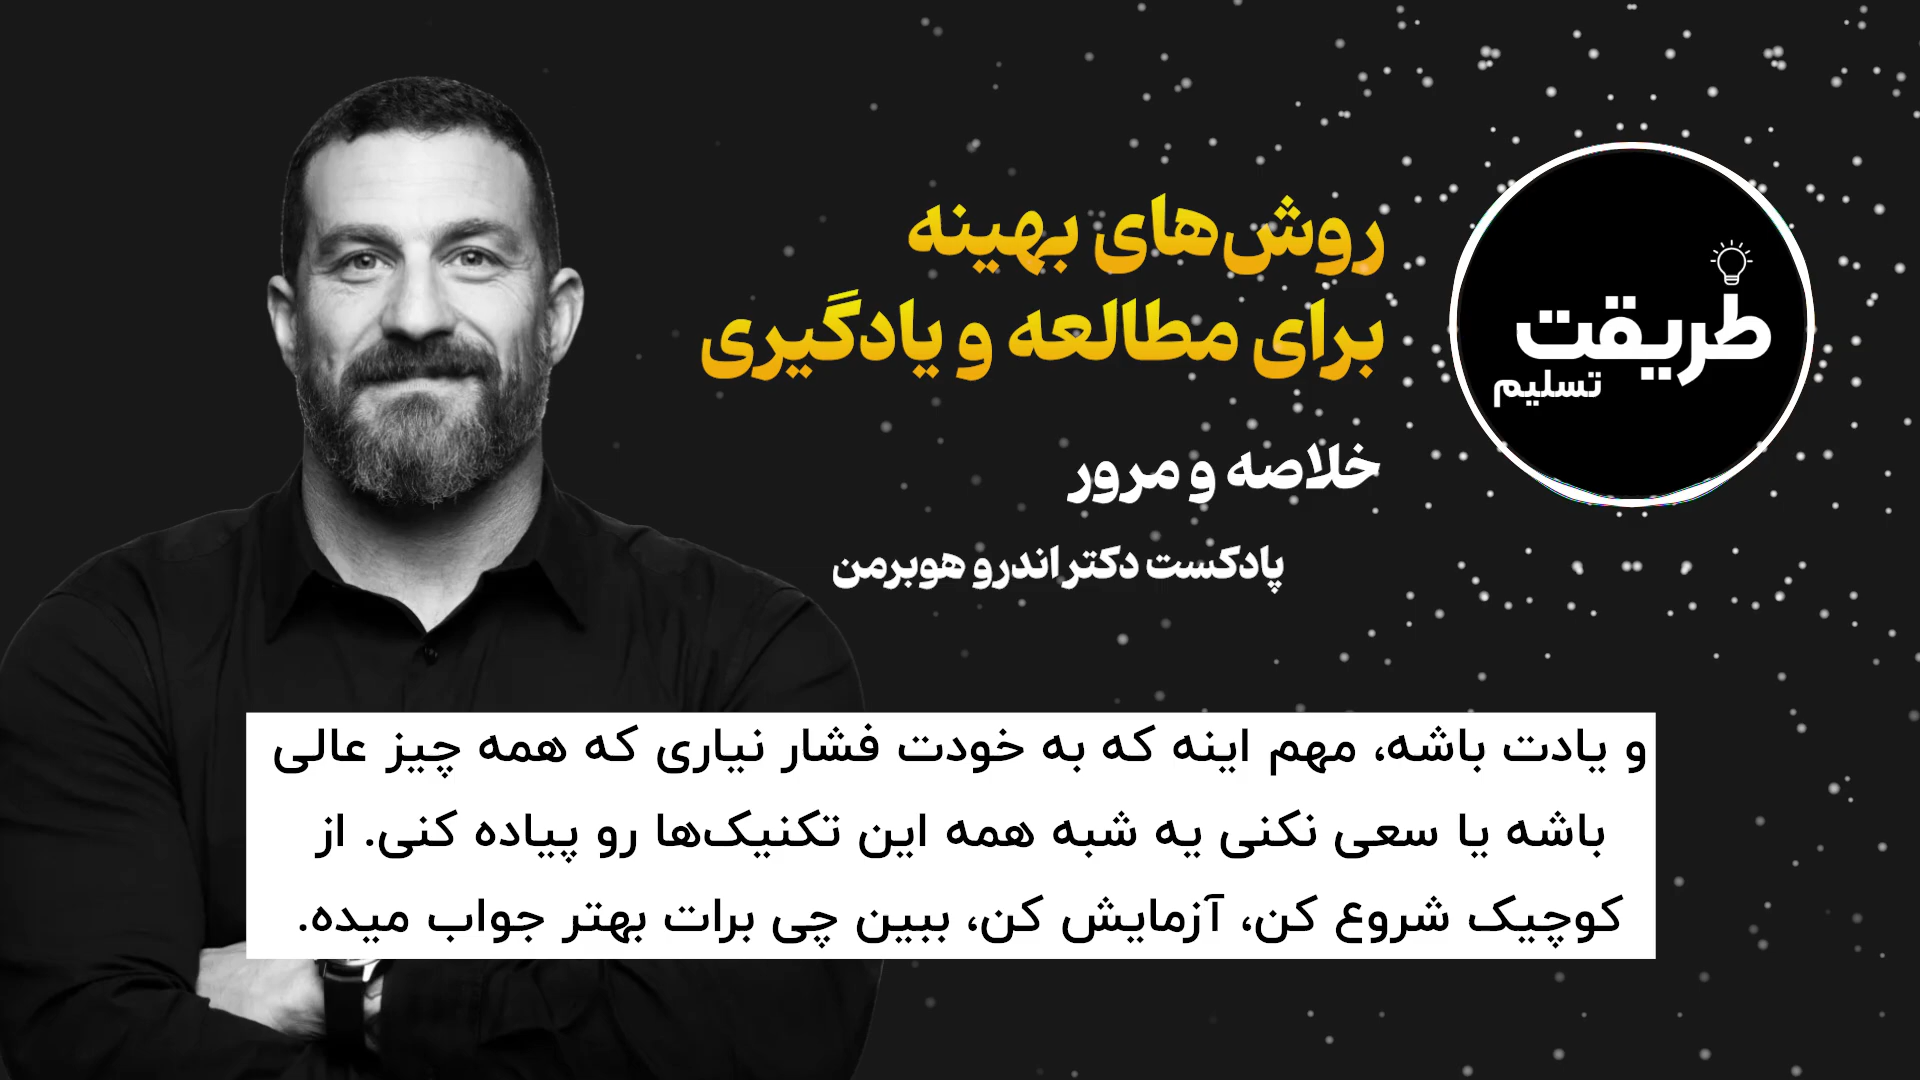 روش‌های بهینه
برای مطالعه و یادگیری
خلاصه و مرور
پادکست دکتر اندرو هوبرمن
طریقت
تسلیم
و یادت باشه، مهم اینه که به خودت فشار نیاری که همه چیز عالی
باشه یا سعی نکنی یه شبه همه این تکنیک‌ها رو پیاده کنی. از
کوچیک شروع کن، آزمایش کن، ببین چی برات بهتر جواب میده.